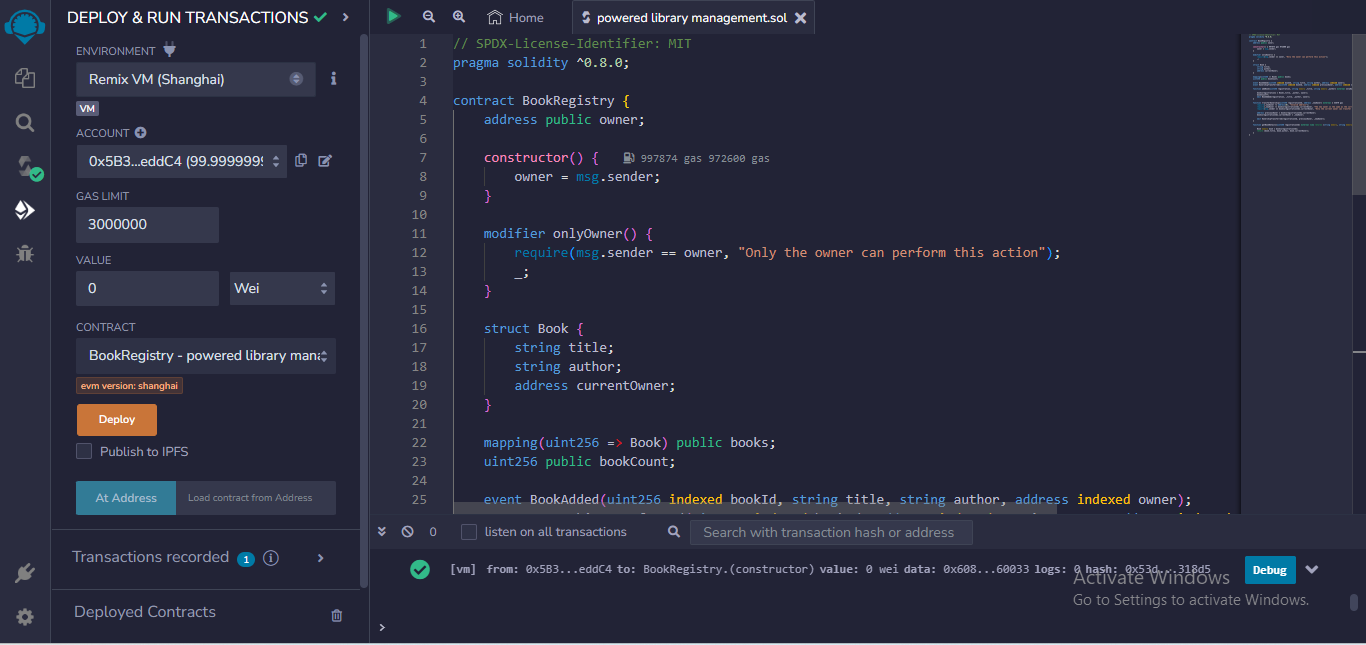 DEPLOY & RUN TRANSACTIONS
ENVIRONMENT
Remix VM (Shanghai)
VM
ACCOUNT
0x5B3...eddC4 (99.9999999
GAS LIMIT
3000000
VALUE
0
Wei
CONTRACT
BookRegistry - powered library mana
evm version: shanghai
Deploy
Publish to IPFS
At Address
Load contract from Address
Transactions recorded 1
Deployed Contracts
Home
powered library management.sol
1 // SPDX-License-Identifier: MIT
2 pragma solidity ^0.8.0;
3
4 contract BookRegistry {
5 address public owner;
6
7 constructor() { 997874 gas 972600 gas
8 owner = msg.sender;
9 }
10
11 modifier onlyOwner() {
12 require(msg.sender == owner, "Only the owner can perform this action");
13 _;
14 }
15
16 struct Book {
17 string title;
18 string author;
19 address currentOwner;
20 }
21
22 mapping(uint256 => Book) public books;
23 uint256 public bookCount;
24
25 event BookAdded(uint256 indexed bookId, string title, string author, address indexed owner);
0 listen on all transactions
Search with transaction hash or address
[vm] from: 0x5B3...eddC4 to: BookRegistry.(constructor) value: 0 wei data: 0x608...60033 logs: 0 hash: 0x53d...318d5
Debug
>
Activate Windows
Go to Settings to activate Windows.